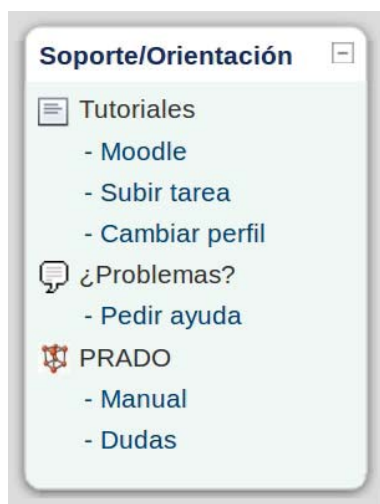 Soporte/Orientación
Tutoriales
- Moodle
- Subir tarea
- Cambiar perfil
¿Problemas?
- Pedir ayuda
PRADO
- Manual
- Dudas